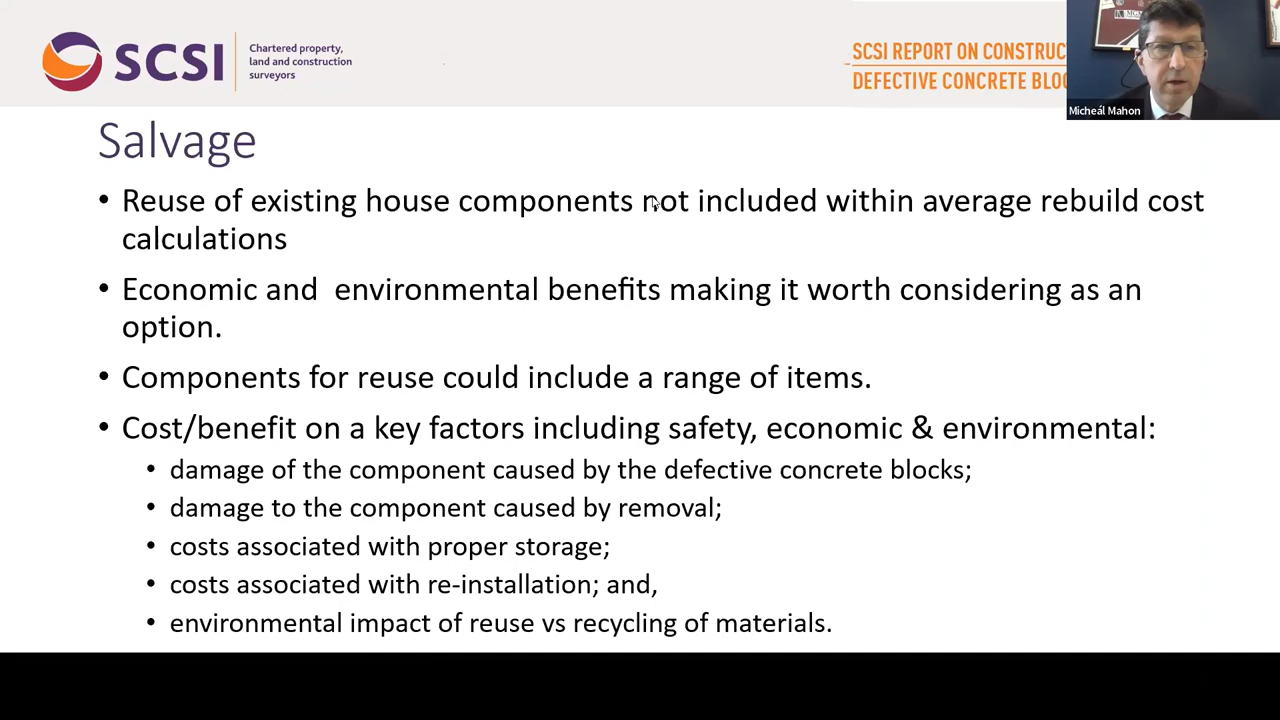 SCSI
Chartered property,
land and construction
surveyors
SCSI REPORT ON CONSTRUC
DEFECTIVE CONCRETE BLOC
Micheál Mahon
Salvage
• Reuse of existing house components not included within average rebuild cost
calculations
• Economic and  environmental benefits making it worth considering as an
option.
• Components for reuse could include a range of items.
• Cost/benefit on a key factors including safety, economic & environmental:
• damage of the component caused by the defective concrete blocks;
• damage to the component caused by removal;
• costs associated with proper storage;
• costs associated with re-installation; and,
• environmental impact of reuse vs recycling of materials.